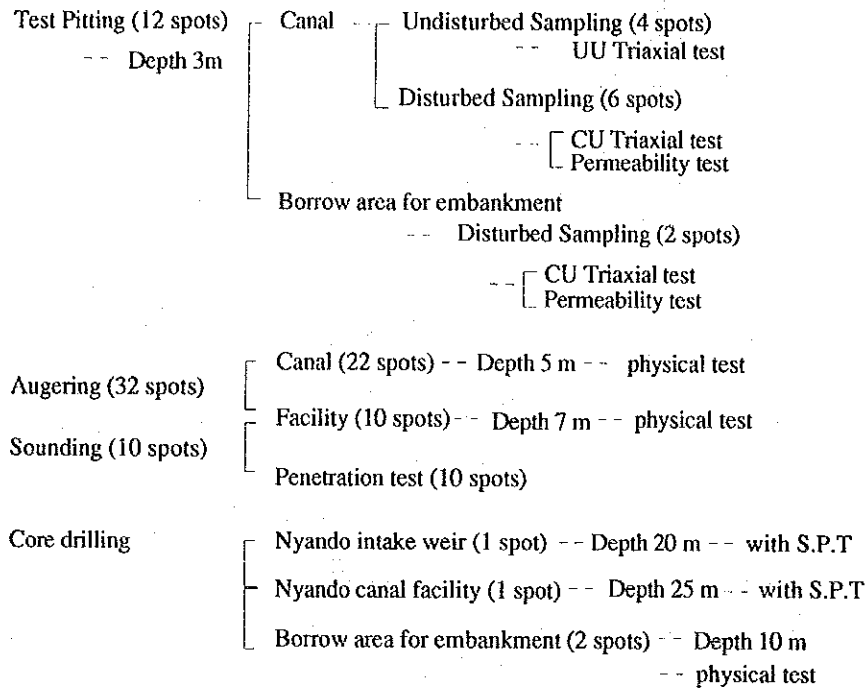 Test Pitting (12 spots) Canal -- Undisturbed Sampling (4 spots)
-- Depth 3m -- UU Triaxial test
Disturbed Sampling (6 spots)
-- CU Triaxial test
Permeability test
Borrow area for embankment
-- Disturbed Sampling (2 spots)
-- CU Triaxial test
Permeability test
Canal (22 spots) -- Depth 5 m -- physical test
Augering (32 spots)
Facility (10 spots) -- Depth 7 m -- physical test
Sounding (10 spots)
Penetration test (10 spots)
Core drilling Nyando intake weir (1 spot) -- Depth 20 m -- with S.P.T
Nyando canal facility (1 spot) -- Depth 25 m -- with S.P.T
Borrow area for embankment (2 spots) -- Depth 10 m
-- physical test